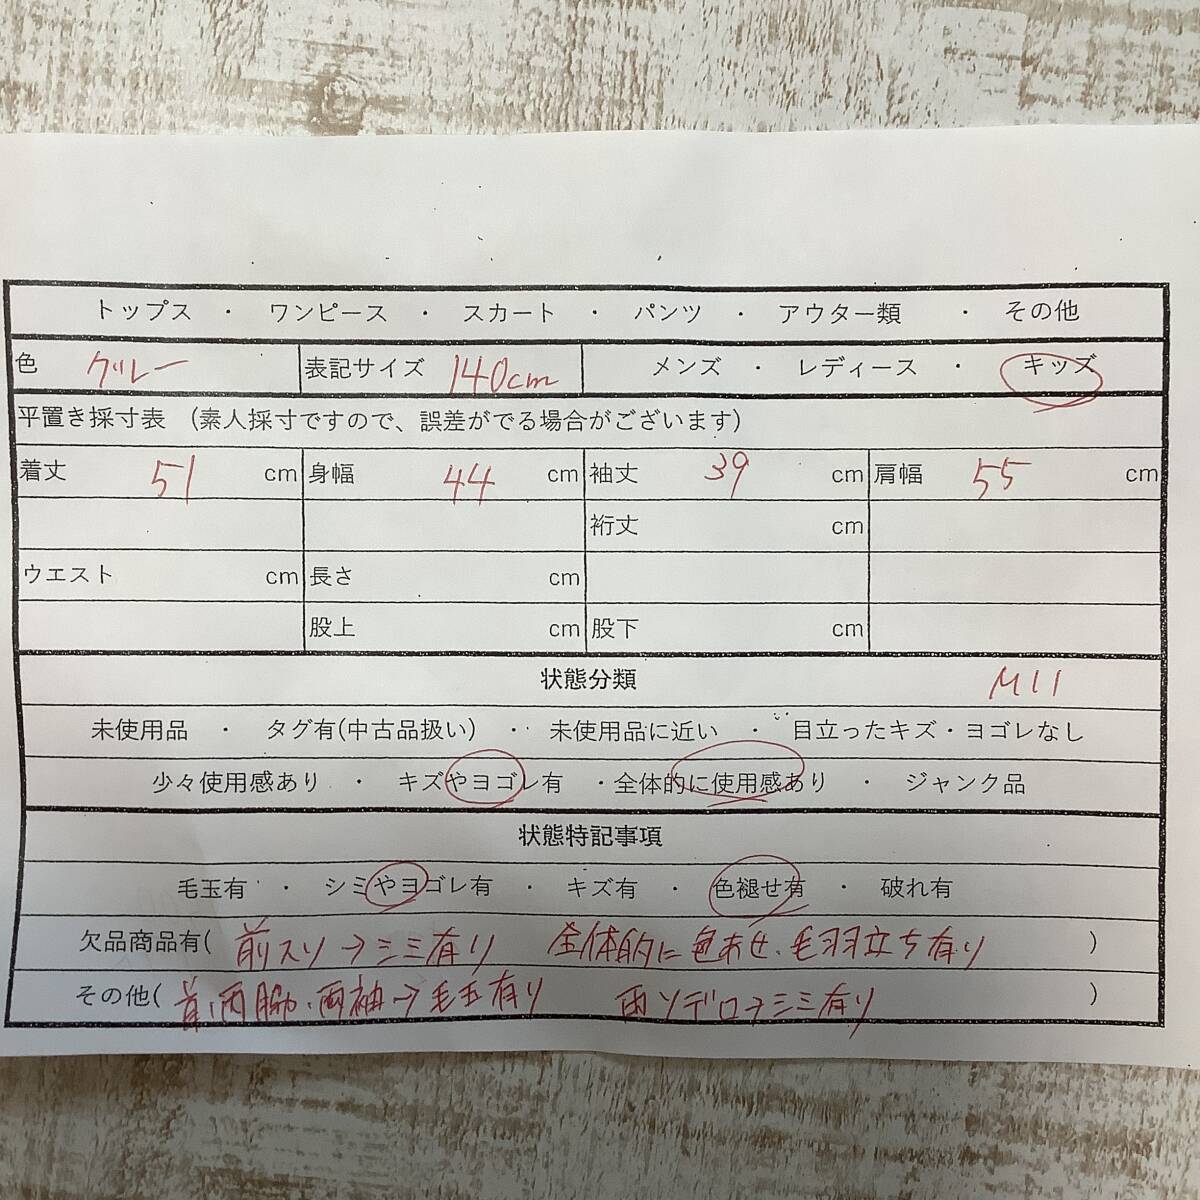 トップス ・ ワンピース ・ スカート ・ パンツ ・ アウター類 ・ その他
色 グレー 表記サイズ 140cm メンズ ・ レディース ・ キッズ
平置き採寸表 (素人採寸ですので、誤差がでる場合がございます)
着丈 51 cm 身幅 44 cm 袖丈 39 cm 肩幅 55 cm
裄丈 cm
ウエスト cm 長さ cm
股上 cm 股下 cm
状態分類 M11
未使用品 ・ タグ有(中古品扱い) ・ 未使用品に近い ・ 目立ったキズ・ヨゴレなし
少々使用感あり ・ キズやヨゴレ有 ・全体的に使用感あり ・ ジャンク品
状態特記事項
毛玉有 ・ シミやヨゴレ有 ・ キズ有 ・ 色褪せ有 ・ 破れ有
欠品商品有( 前スソ→シミ有り 全体的に色あせ、毛羽立ち有り )
その他( 首、両脇、両袖→毛玉有り 両ソデロ→シミ有り )